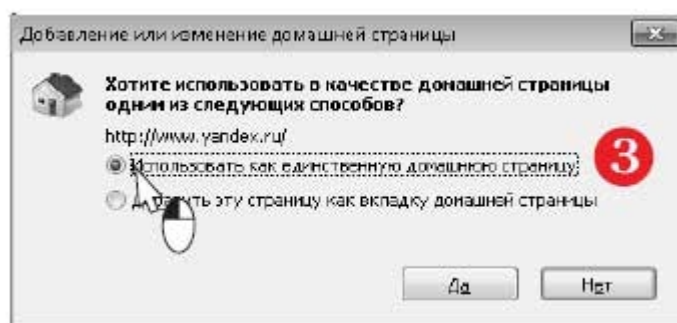 Добавление или изменение домашней страницы
Хотите использовать в качестве домашней страницы
одним из следующих способов?
http://www.yandex.ru/
Использовать как единственную домашнюю страницу
3
эту страницу как вкладку домашней страницы
Да
Нет